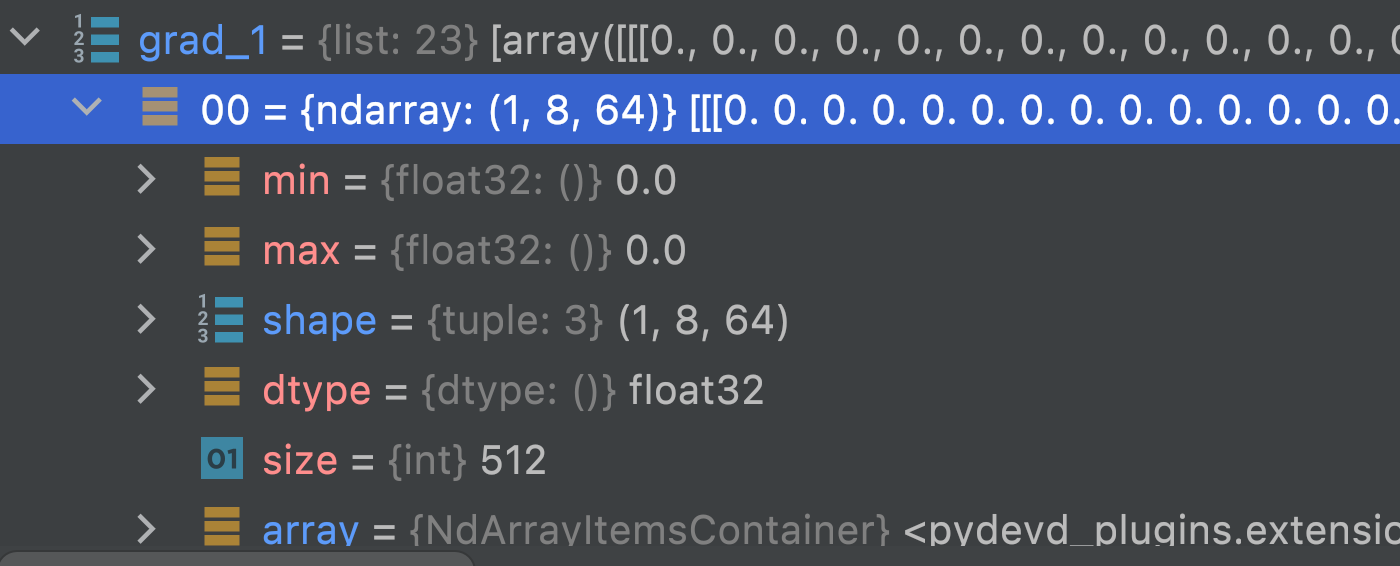 grad_1 = {list: 23} [array([[[0., 0., 0., 0., 0., 0., 0., 0., 0., 0., 0., 0.,
00 = {ndarray: (1, 8, 64)} [[[0. 0. 0. 0. 0. 0. 0. 0. 0. 0. 0. 0. 0. 0.
min = {float32: ()} 0.0
max = {float32: ()} 0.0
shape = {tuple: 3} (1, 8, 64)
dtype = {dtype: ()} float32
01 size = {int} 512
array = {NdArrayItemsContainer} <pydevd_plugins.extensio